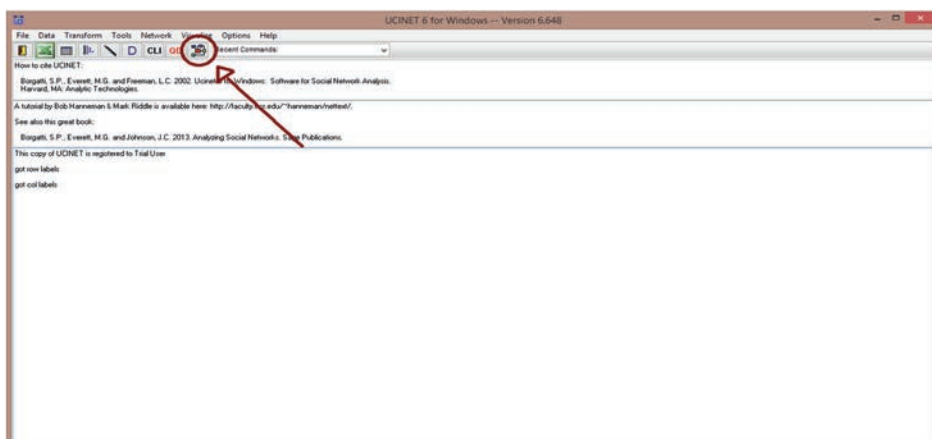 UCINET 6 for Windows -- Version 6.648
File Data Transform Tools Network Visualize Options Help
D CLI Recent Commands:
How to cite UCINET:
Borgatti, S.P., Everett, M.G. and Freeman, L.C. 2002. Ucinet for Windows: Software for Social Network Analysis.
Harvard, MA: Analytic Technologies.
A tutorial by Bob Hanneman & Mark Riddle is available here: http://faculty.ucr.edu/~hanneman/nettext/.
See also this great book:
Borgatti, S.P., Everett, M.G. and Johnson, J.C. 2013. Analyzing Social Networks. Sage Publications.
This copy of UCINET is registered to Trial User
got row labels
got col labels